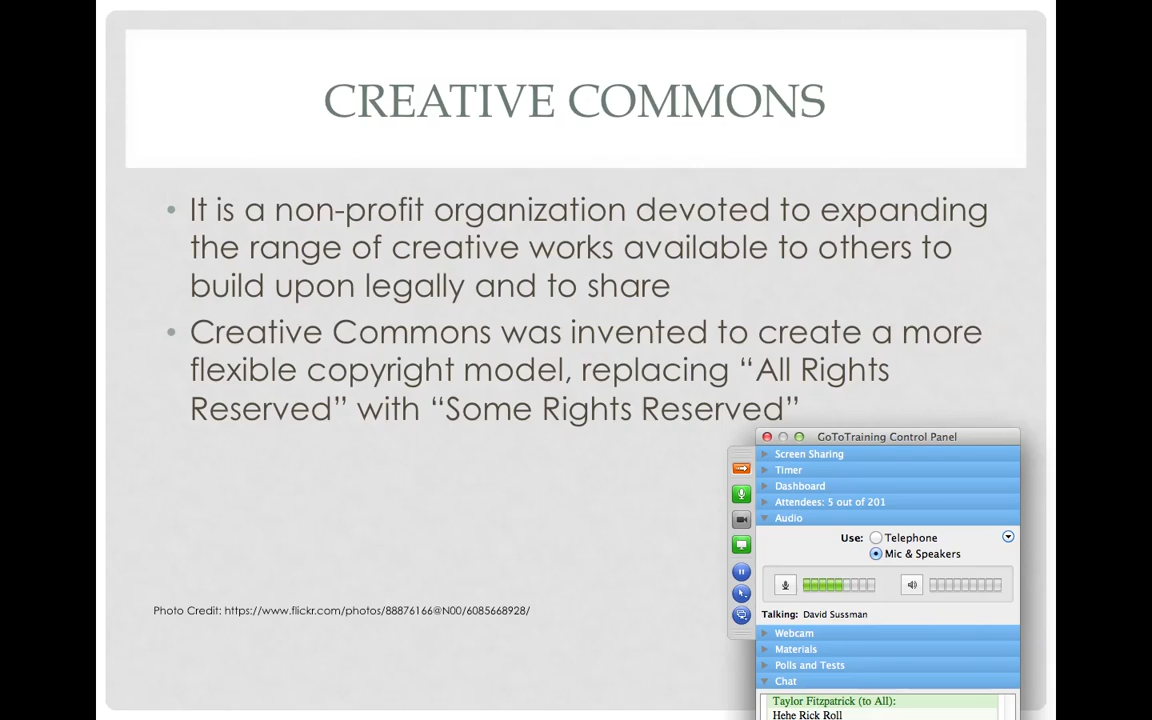 CREATIVE COMMONS
• It is a non-profit organization devoted to expanding
the range of creative works available to others to
build upon legally and to share
• Creative Commons was invented to create a more
flexible copyright model, replacing “All Rights
Reserved” with “Some Rights Reserved”
Photo Credit: https://www.flickr.com/photos/88876166@N00/6085668928/
GoToTraining Control Panel
Screen Sharing
Timer
Dashboard
Attendees: 5 out of 201
Audio
Use: Telephone
Mic & Speakers
Talking: David Sussman
Webcam
Materials
Polls and Tests
Chat
Taylor Fitzpatrick (to All):
Hehe Rick Roll